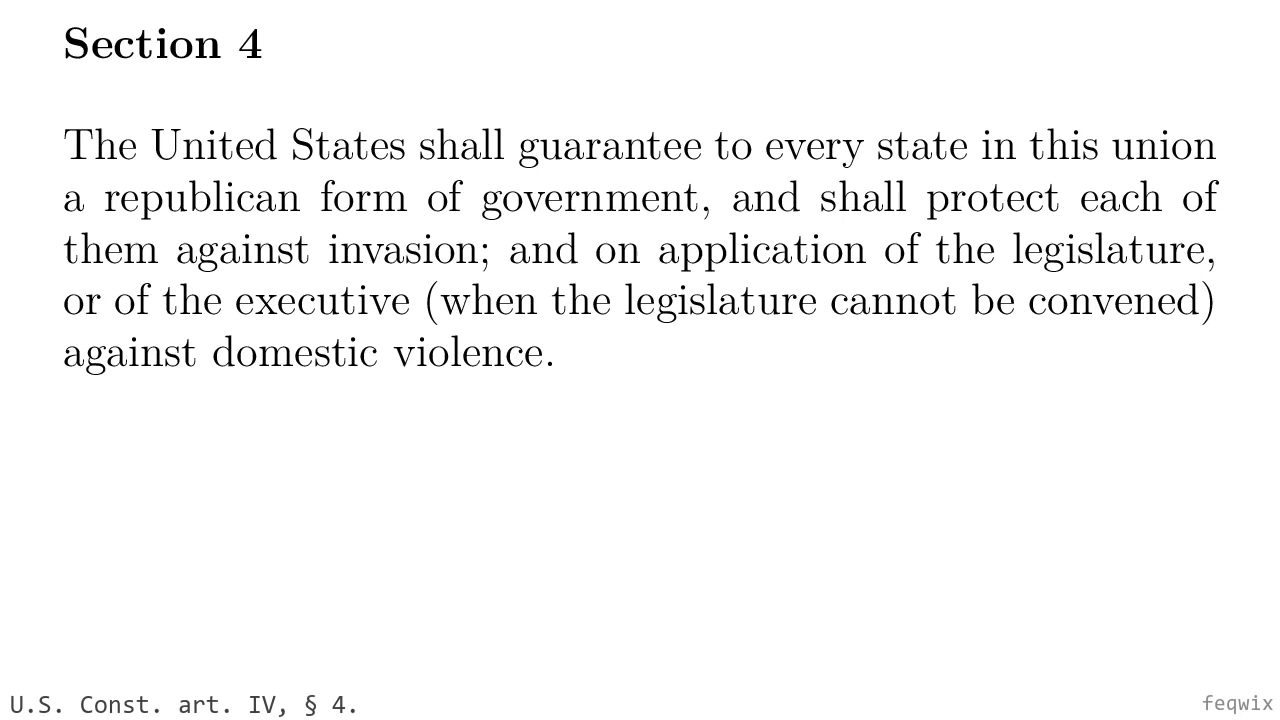 Section 4
The United States shall guarantee to every state in this union
a republican form of government, and shall protect each of
them against invasion; and on application of the legislature,
or of the executive (when the legislature cannot be convened)
against domestic violence.
U.S. Const. art. IV, § 4.
feqwix